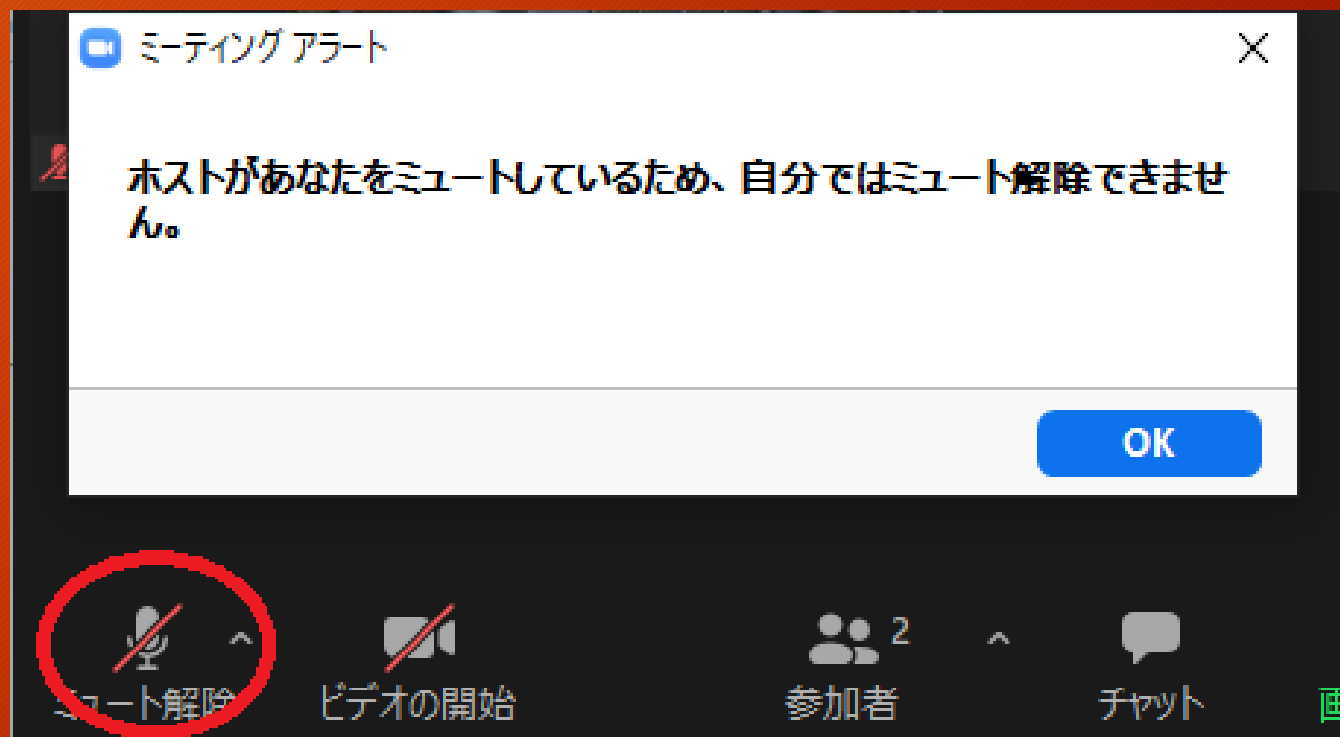 ミーティング アラート
ホストがあなたをミュートしているため、自分ではミュート解除できませ
ん。
OK
2
ミュート解除
ビデオの開始
参加者
チャット